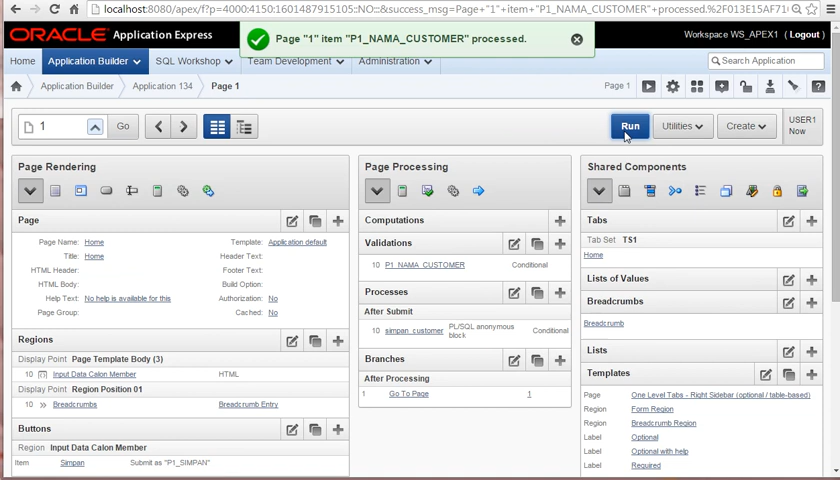 localhost:8080/apex/f?p=4000:4150:1601487915105::NO:::&success_msg=Page+"1"+item+"P1_NAMA_CUSTOMER"+processed.%2F013E15AF71
ORACLE Application Express
Page "1" item "P1_NAMA_CUSTOMER" processed.
Workspace WS_APEX1 ( Logout )
Home Application Builder SQL Workshop Team Development Administration Search Application
Application Builder Application 134 Page 1 Page 1
1 Go Run Utilities Create USER1
Now
Page Rendering
Page
Page Name: Home Template: Application default
Title: Home Header Text:
HTML Header: Footer Text:
HTML Body: Build Option:
Help Text: No help is available for this Authorization: No
Page Group: Cached: No
Regions
Display Point Page Template Body (3)
10 Input Data Calon Member HTML
Display Point Region Position 01
10 Breadcrumbs Breadcrumb Entry
Buttons
Region Input Data Calon Member
Item Simpan Submit as "P1_SIMPAN"
Page Processing
Computations
Validations
10 P1_NAMA_CUSTOMER Conditional
Processes
After Submit
10 simpan_customer PL/SQL anonymous block Conditional
Branches
After Processing
1 Go To Page 1
Shared Components
Tabs
Tab Set TS1
Home
Lists of Values
Breadcrumbs
Breadcrumb
Lists
Templates
Page One Level Tabs - Right Sidebar (optional / table-based)
Region Form Region
Region Breadcrumb Region
Label Optional
Label Optional with help
Label Required